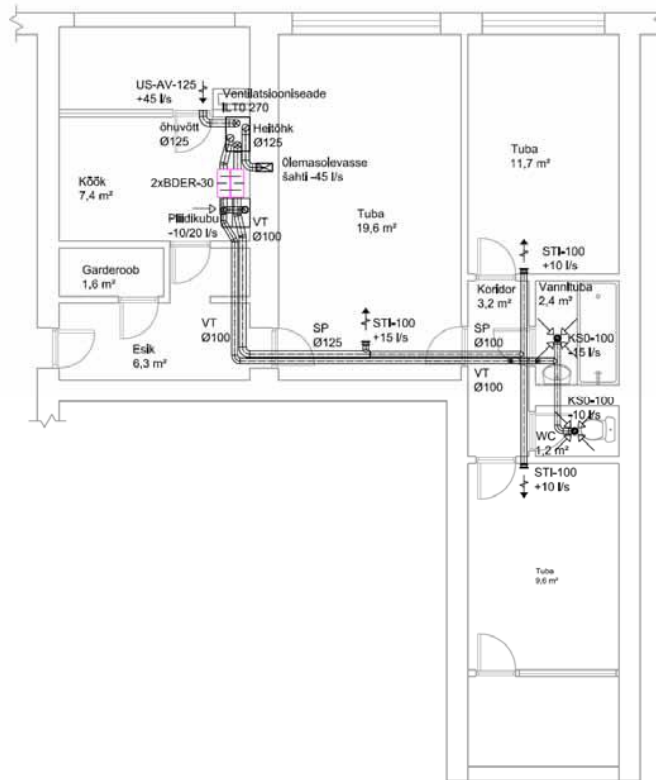 US-AV-125
+45 l/s
Ventilatsiooniseade
ILTO 270
õhuvõtt
Ø125
Heitõhk
Ø125
Olemasolevasse
šahti -45 l/s
Köök
7,4 m²
2xBDER-30
Pliidikubu
-10/20 l/s
VT
Ø100
Tuba
19,6 m²
Tuba
11,7 m²
Garderoob
1,6 m²
Esik
6,3 m²
VT
Ø100
SP
Ø125
STI-100
+15 l/s
STI-100
+10 l/s
Koridor
3,2 m²
Vannituba
2,4 m²
SP
Ø100
KSO-100
-15 l/s
VT
Ø100
KSO-100
-10 l/s
WC
1,2 m²
STI-100
+10 l/s
Tuba
9,6 m²